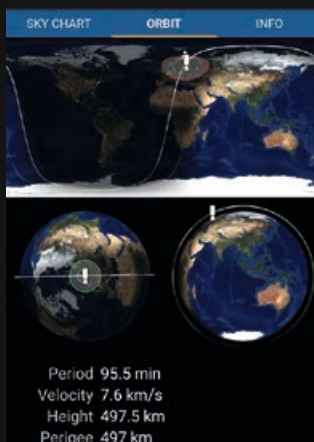 SKY CHART ORBIT INFO
Period 95.5 min
Velocity 7.6 km/s
Height 497.5 km
Perigee 497 km